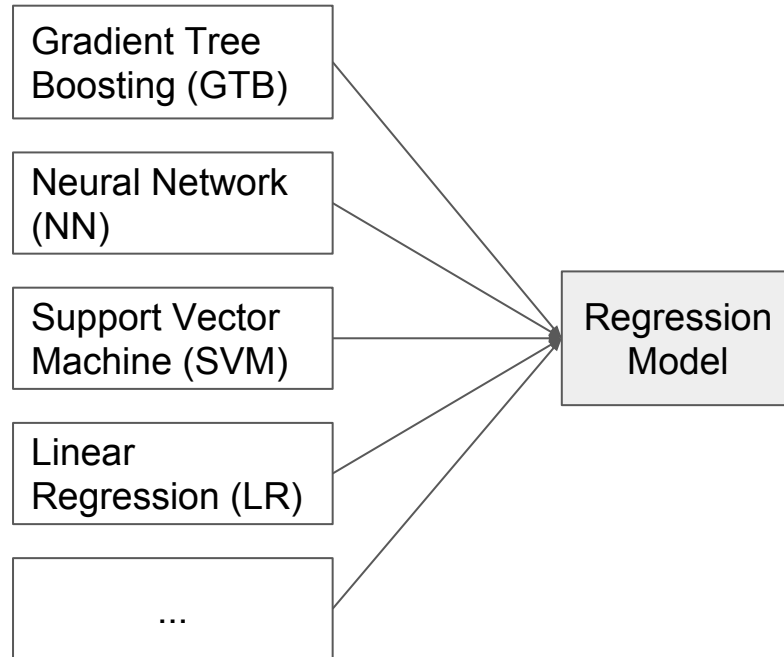 Gradient Tree
Boosting (GTB)
Neural Network
(NN)
Support Vector
Machine (SVM)
Linear
Regression (LR)
...
Regression
Model